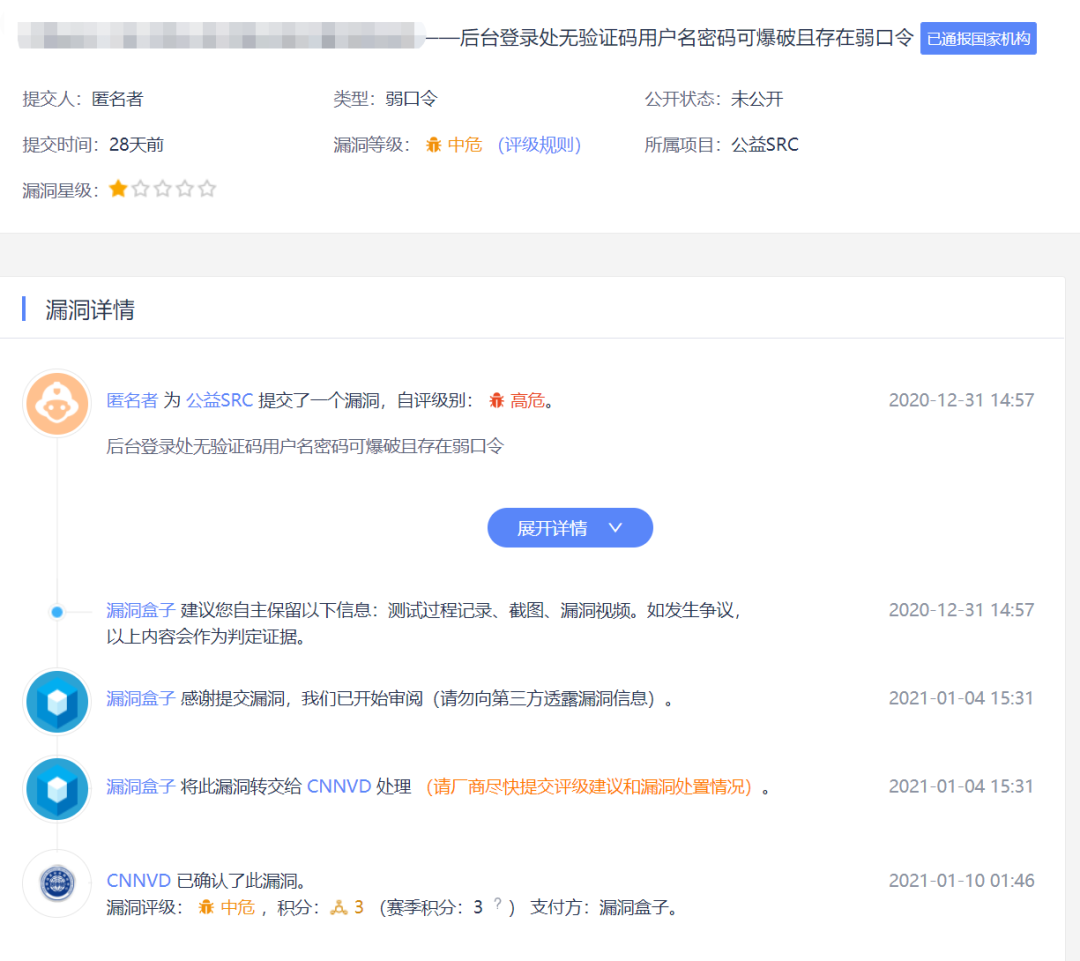 ——后台登录处无验证码用户名密码可爆破且存在弱口令 已通报国家机构
提交人：匿名者 类型：弱口令 公开状态：未公开
提交时间：28天前 漏洞等级：中危 (评级规则) 所属项目：公益SRC
漏洞星级：
漏洞详情
匿名者 为 公益SRC 提交了一个漏洞，自评级别：高危。 2020-12-31 14:57
后台登录处无验证码用户名密码可爆破且存在弱口令
展开详情
漏洞盒子 建议您自主保留以下信息：测试过程记录、截图、漏洞视频。如发生争议， 2020-12-31 14:57
以上内容会作为判定证据。
漏洞盒子 感谢提交漏洞，我们已开始审阅（请勿向第三方透露漏洞信息）。 2021-01-04 15:31
漏洞盒子 将此漏洞转交给 CNNVD 处理 （请厂商尽快提交评级建议和漏洞处置情况）。 2021-01-04 15:31
CNNVD 已确认了此漏洞。 2021-01-10 01:46
漏洞评级：中危 ，积分：3 （赛季积分：3 ?） 支付方：漏洞盒子。